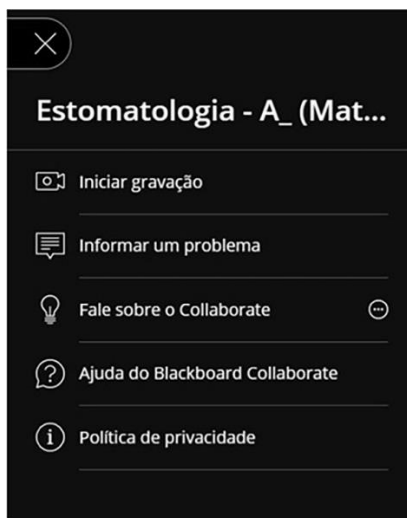 Estomatologia - A_ (Mat...
Iniciar gravação
Informar um problema
Fale sobre o Collaborate
Ajuda do Blackboard Collaborate
Política de privacidade